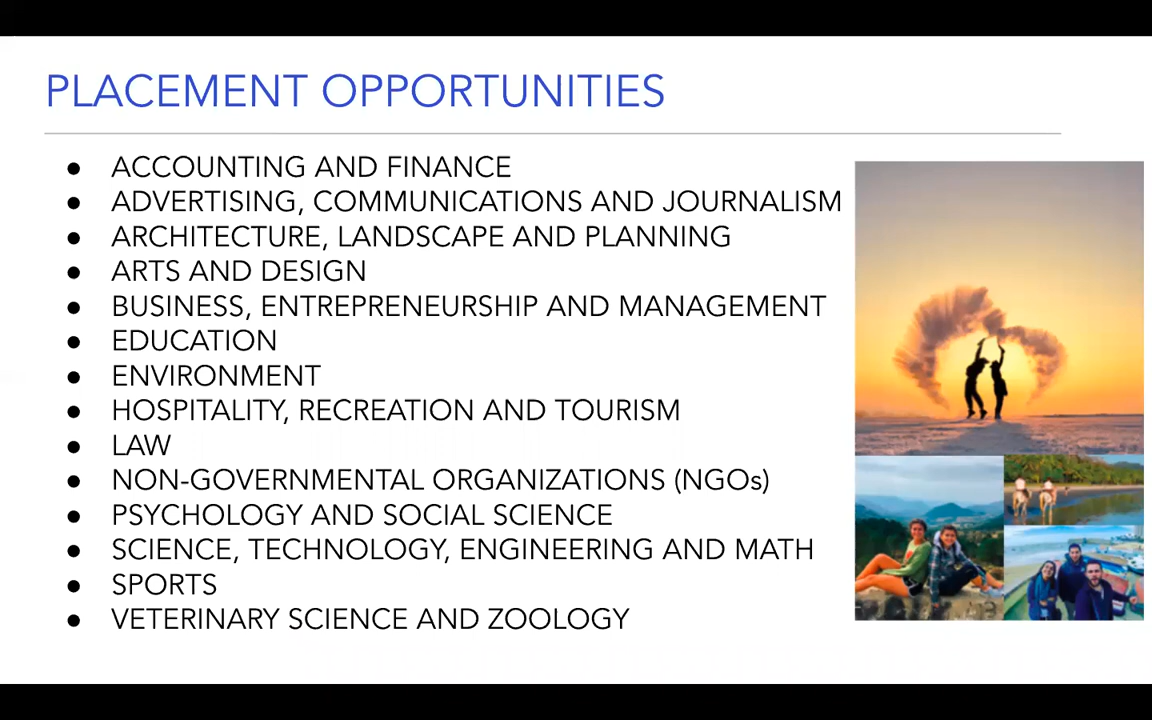 PLACEMENT OPPORTUNITIES
● ACCOUNTING AND FINANCE
● ADVERTISING, COMMUNICATIONS AND JOURNALISM
● ARCHITECTURE, LANDSCAPE AND PLANNING
● ARTS AND DESIGN
● BUSINESS, ENTREPRENEURSHIP AND MANAGEMENT
● EDUCATION
● ENVIRONMENT
● HOSPITALITY, RECREATION AND TOURISM
● LAW
● NON-GOVERNMENTAL ORGANIZATIONS (NGOs)
● PSYCHOLOGY AND SOCIAL SCIENCE
● SCIENCE, TECHNOLOGY, ENGINEERING AND MATH
● SPORTS
● VETERINARY SCIENCE AND ZOOLOGY